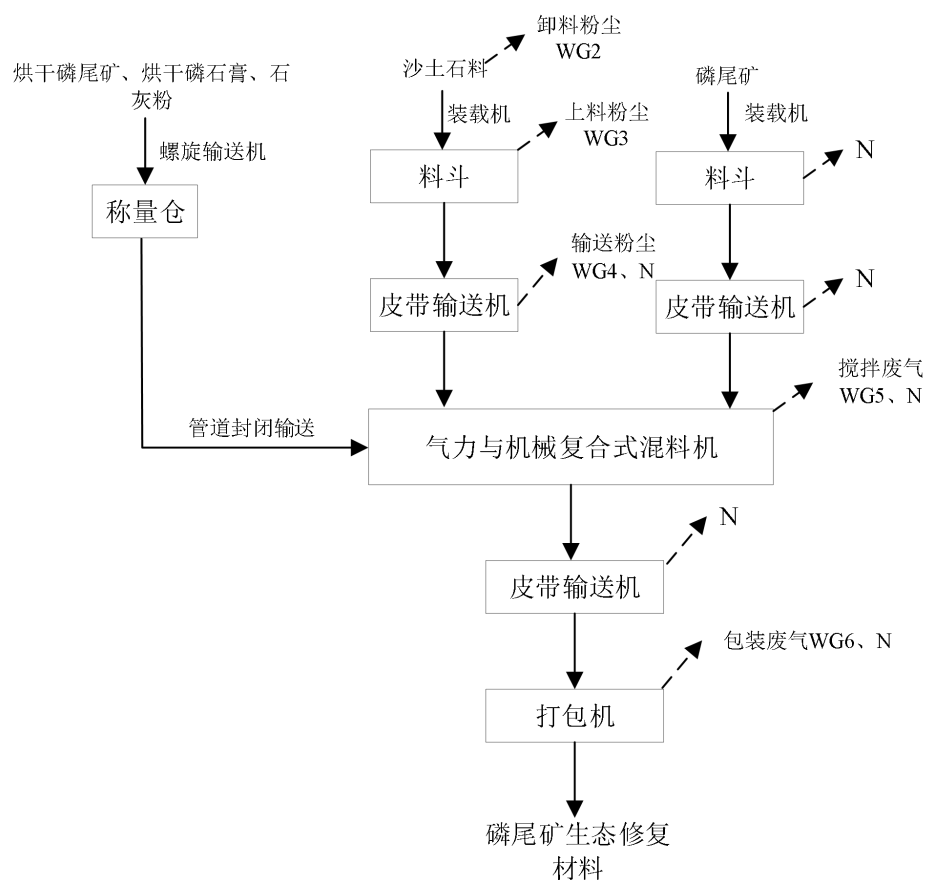 卸料粉尘
WG2
烘干磷尾矿、烘干磷石膏、石
灰粉
沙土石料
磷尾矿
装载机
上料粉尘
WG3
装载机
螺旋输送机
料斗
料斗
N
称量仓
输送粉尘
WG4、N
皮带输送机
皮带输送机
N
搅拌废气
WG5、N
管道封闭输送
气力与机械复合式混料机
N
皮带输送机
包装废气WG6、N
打包机
磷尾矿生态修复
材料